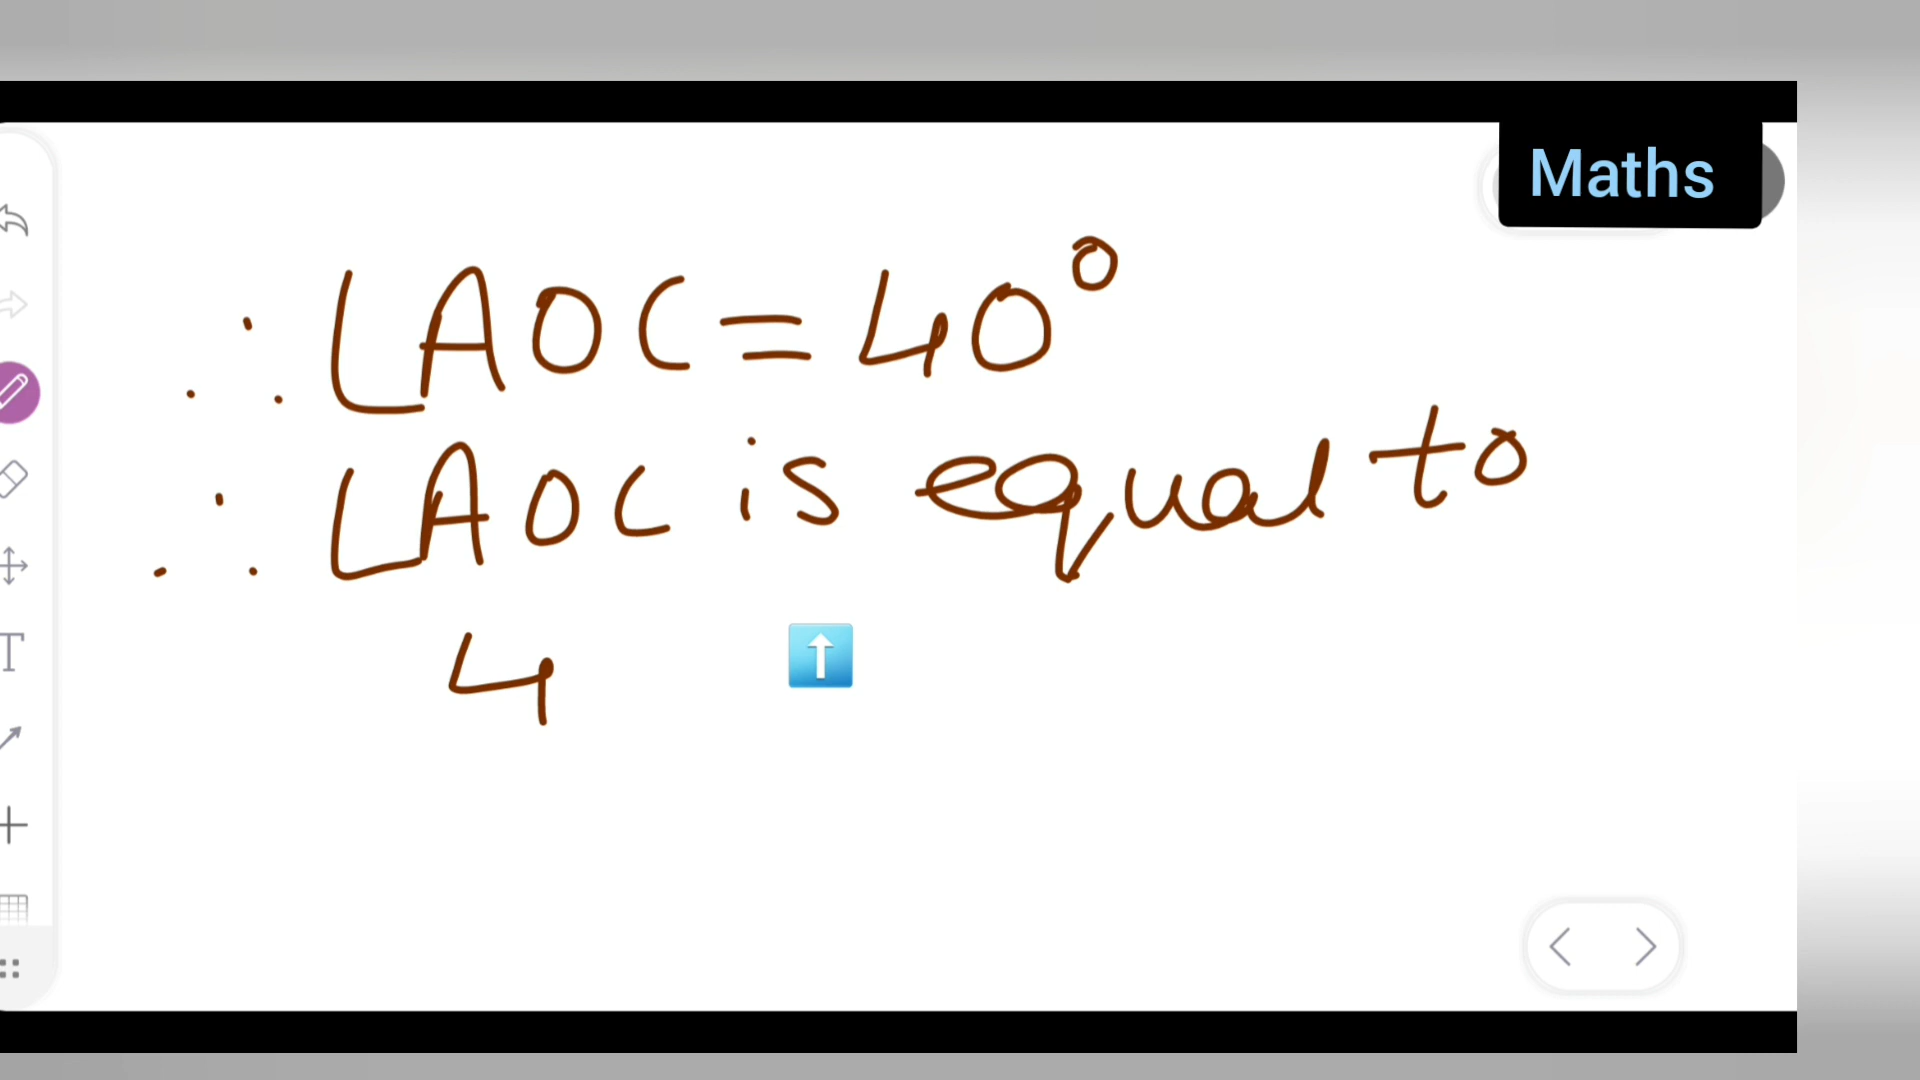 Maths
∴ ∠AOC = 40°
∴ ∠AOC is equal to
4